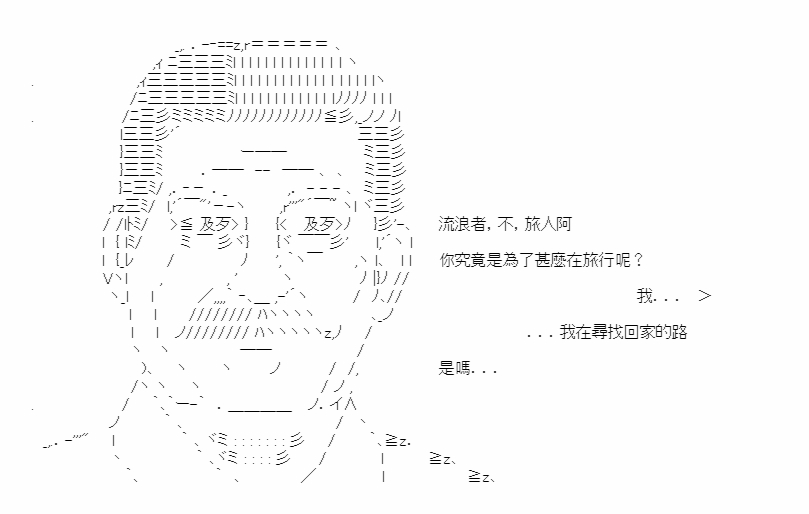 流浪者，不，旅人阿
你究竟是為了甚麼在旅行呢？
我．．．　＞
．．．我在尋找回家的路
是嗎．．．